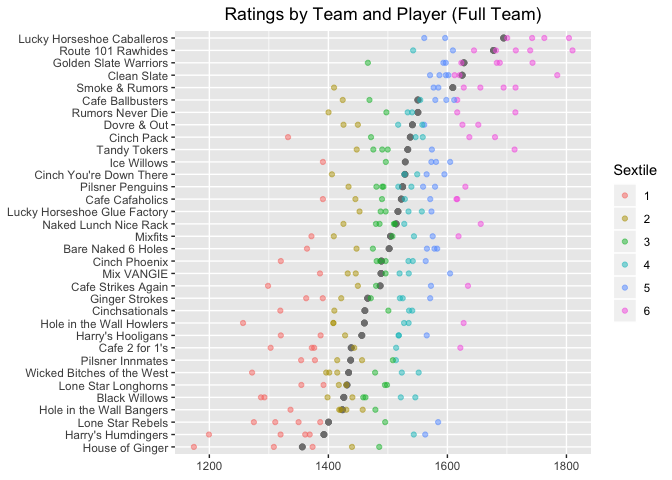 Ratings by Team and Player (Full Team)
Lucky Horseshoe Caballeros
Route 101 Rawhides
Golden Slate Warriors
Clean Slate
Smoke & Rumors
Cafe Ballbusters
Rumors Never Die
Dovre & Out
Cinch Pack
Tandy Tokers
Ice Willows
Cinch You're Down There
Pilsner Penguins
Cafe Cafaholics
Lucky Horseshoe Glue Factory
Naked Lunch Nice Rack
Mixfits
Bare Naked 6 Holes
Cinch Phoenix
Mix VANGIE
Cafe Strikes Again
Ginger Strokes
Cinchsationals
Hole in the Wall Howlers
Harry's Hooligans
Cafe 2 for 1's
Pilsner Innmates
Wicked Bitches of the West
Lone Star Longhorns
Black Willows
Hole in the Wall Bangers
Lone Star Rebels
Harry's Humdingers
House of Ginger
1200 1400 1600 1800
Sextile
1
2
3
4
5
6